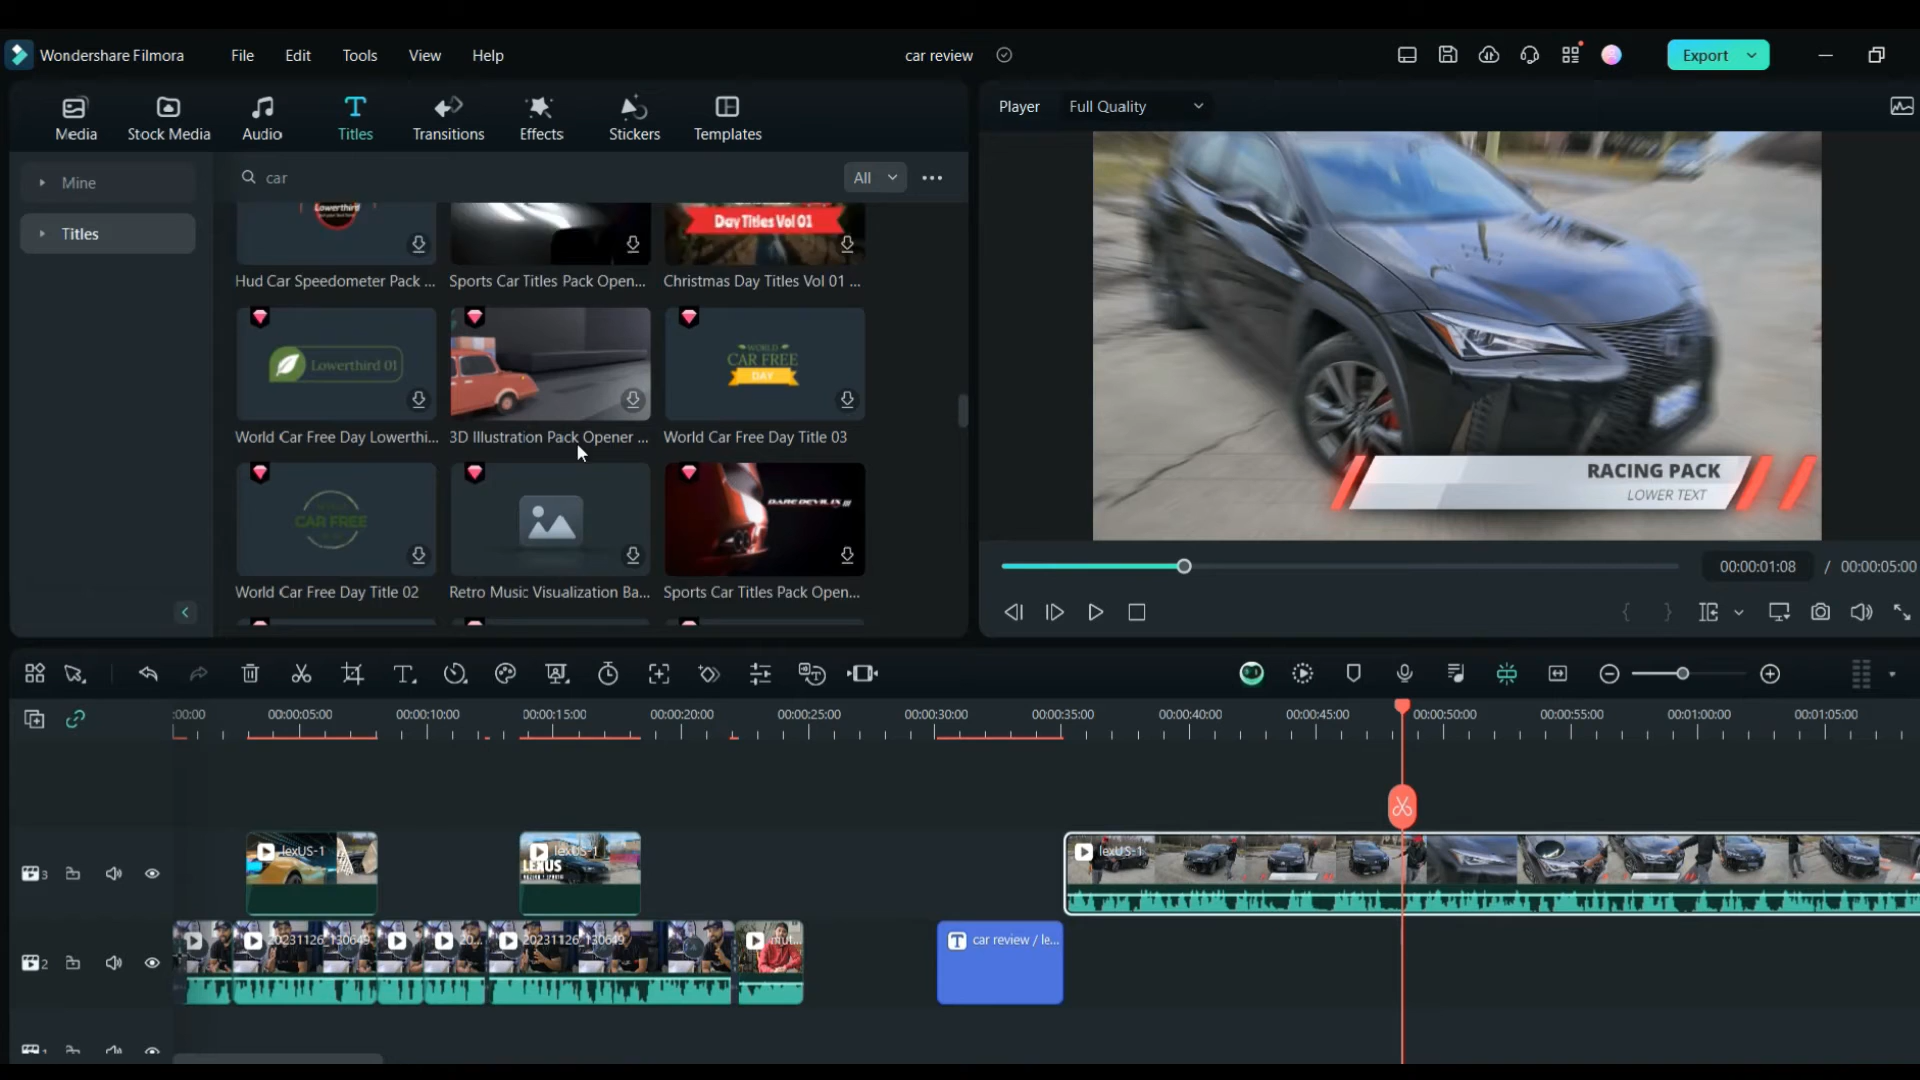 Wondershare Filmora
File
Edit
Tools
View
Help
car review
Export
Media
Stock Media
Audio
Titles
Transitions
Effects
Stickers
Templates
Player
Full Quality
Mine
Titles
car
All
Lowerthird
Day Titles Vol 01
Hud Car Speedometer Pack ...
Sports Car Titles Pack Open...
Christmas Day Titles Vol 01 ...
Lowerthird 01
WORLD
CAR FREE
DAY
World Car Free Day Lowerthi...
3D Illustration Pack Opener ...
World Car Free Day Title 03
CAR FREE
DAREDEVILIX III
World Car Free Day Title 02
Retro Music Visualization Ba...
Sports Car Titles Pack Open...
RACING PACK
LOWER TEXT
00:00:01:08 / 00:00:05:00
:00:00
00:00:05:00
00:00:10:00
00:00:15:00
00:00:20:00
00:00:25:00
00:00:30:00
00:00:35:00
00:00:40:00
00:00:45:00
00:00:50:00
00:00:55:00
00:01:00:00
00:01:05:00
3
lexUS-1
lexUS-1
LEXUS
lexUS-1
2
20231126_130649
20...
20231126_130649
mut...
car review / le...
1